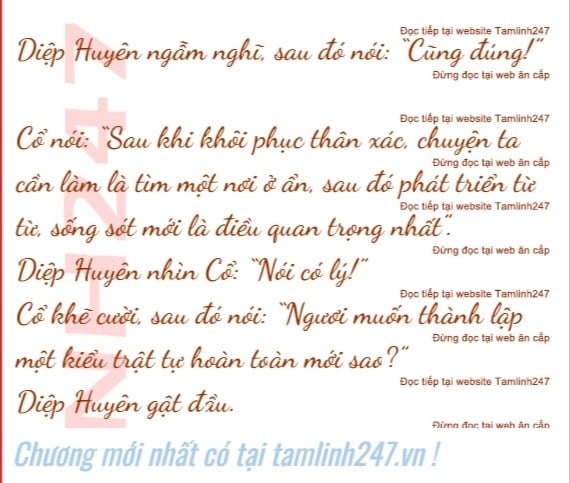 Đọc tiếp tại website Tamlinh247
Diệp Huyên ngẫm nghĩ, sau đó nói: “Cũng đúng!”
Đừng đọc tại web ăn cắp
Đọc tiếp tại website Tamlinh247
Cổ nói: “Sau khi khôi phục thân xác, chuyện ta
Đừng đọc tại web ăn cắp
cần làm là tìm một nơi ở ẩn, sau đó phát triển từ
Đọc tiếp tại website Tamlinh247
từ, sống sót mới là điều quan trọng nhất”.
Đừng đọc tại web ăn cắp
Diệp Huyên nhìn Cổ: “Nói có lý!”
Đọc tiếp tại website Tamlinh247
Cổ khẽ cười, sau đó nói: “Ngươi muốn thành lập
Đừng đọc tại web ăn cắp
một kiểu trật tự hoàn toàn mới sao?”
Đọc tiếp tại website Tamlinh247
Diệp Huyên gật đầu.
Đừng đọc tại web ăn cắp
Chương mới nhất có tại tamlinh247.vn !
NH247